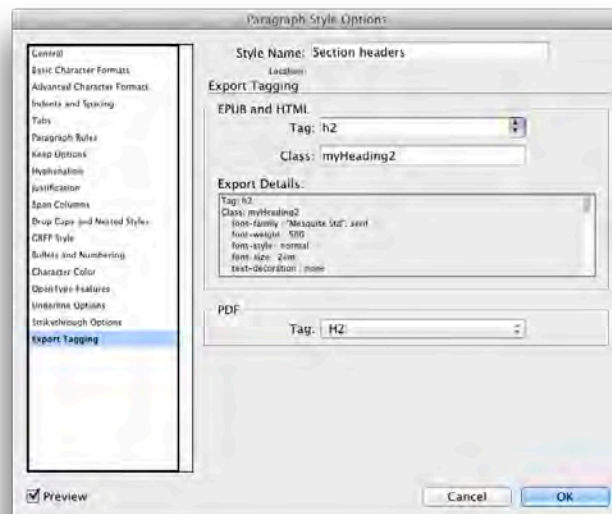 Paragraph Style Options
General
Basic Character Formats
Advanced Character Formats
Indents and Spacing
Tabs
Paragraph Rules
Keep Options
Hyphenation
Justification
Span Columns
Drop Caps and Nested Styles
GREP Style
Bullets and Numbering
Character Color
OpenType Features
Underline Options
Strikethrough Options
Export Tagging
Style Name: Section headers
Location:
Export Tagging
EPUB and HTML
Tag: h2
Class: myHeading2
Export Details:
Tag: h2
Class: myHeading2
font-family : "Mesquite Std", serif
font-weight : 500
font-style : normal
font-size : 2em
text-decoration : none
PDF
Tag: H2
Preview
Cancel
OK